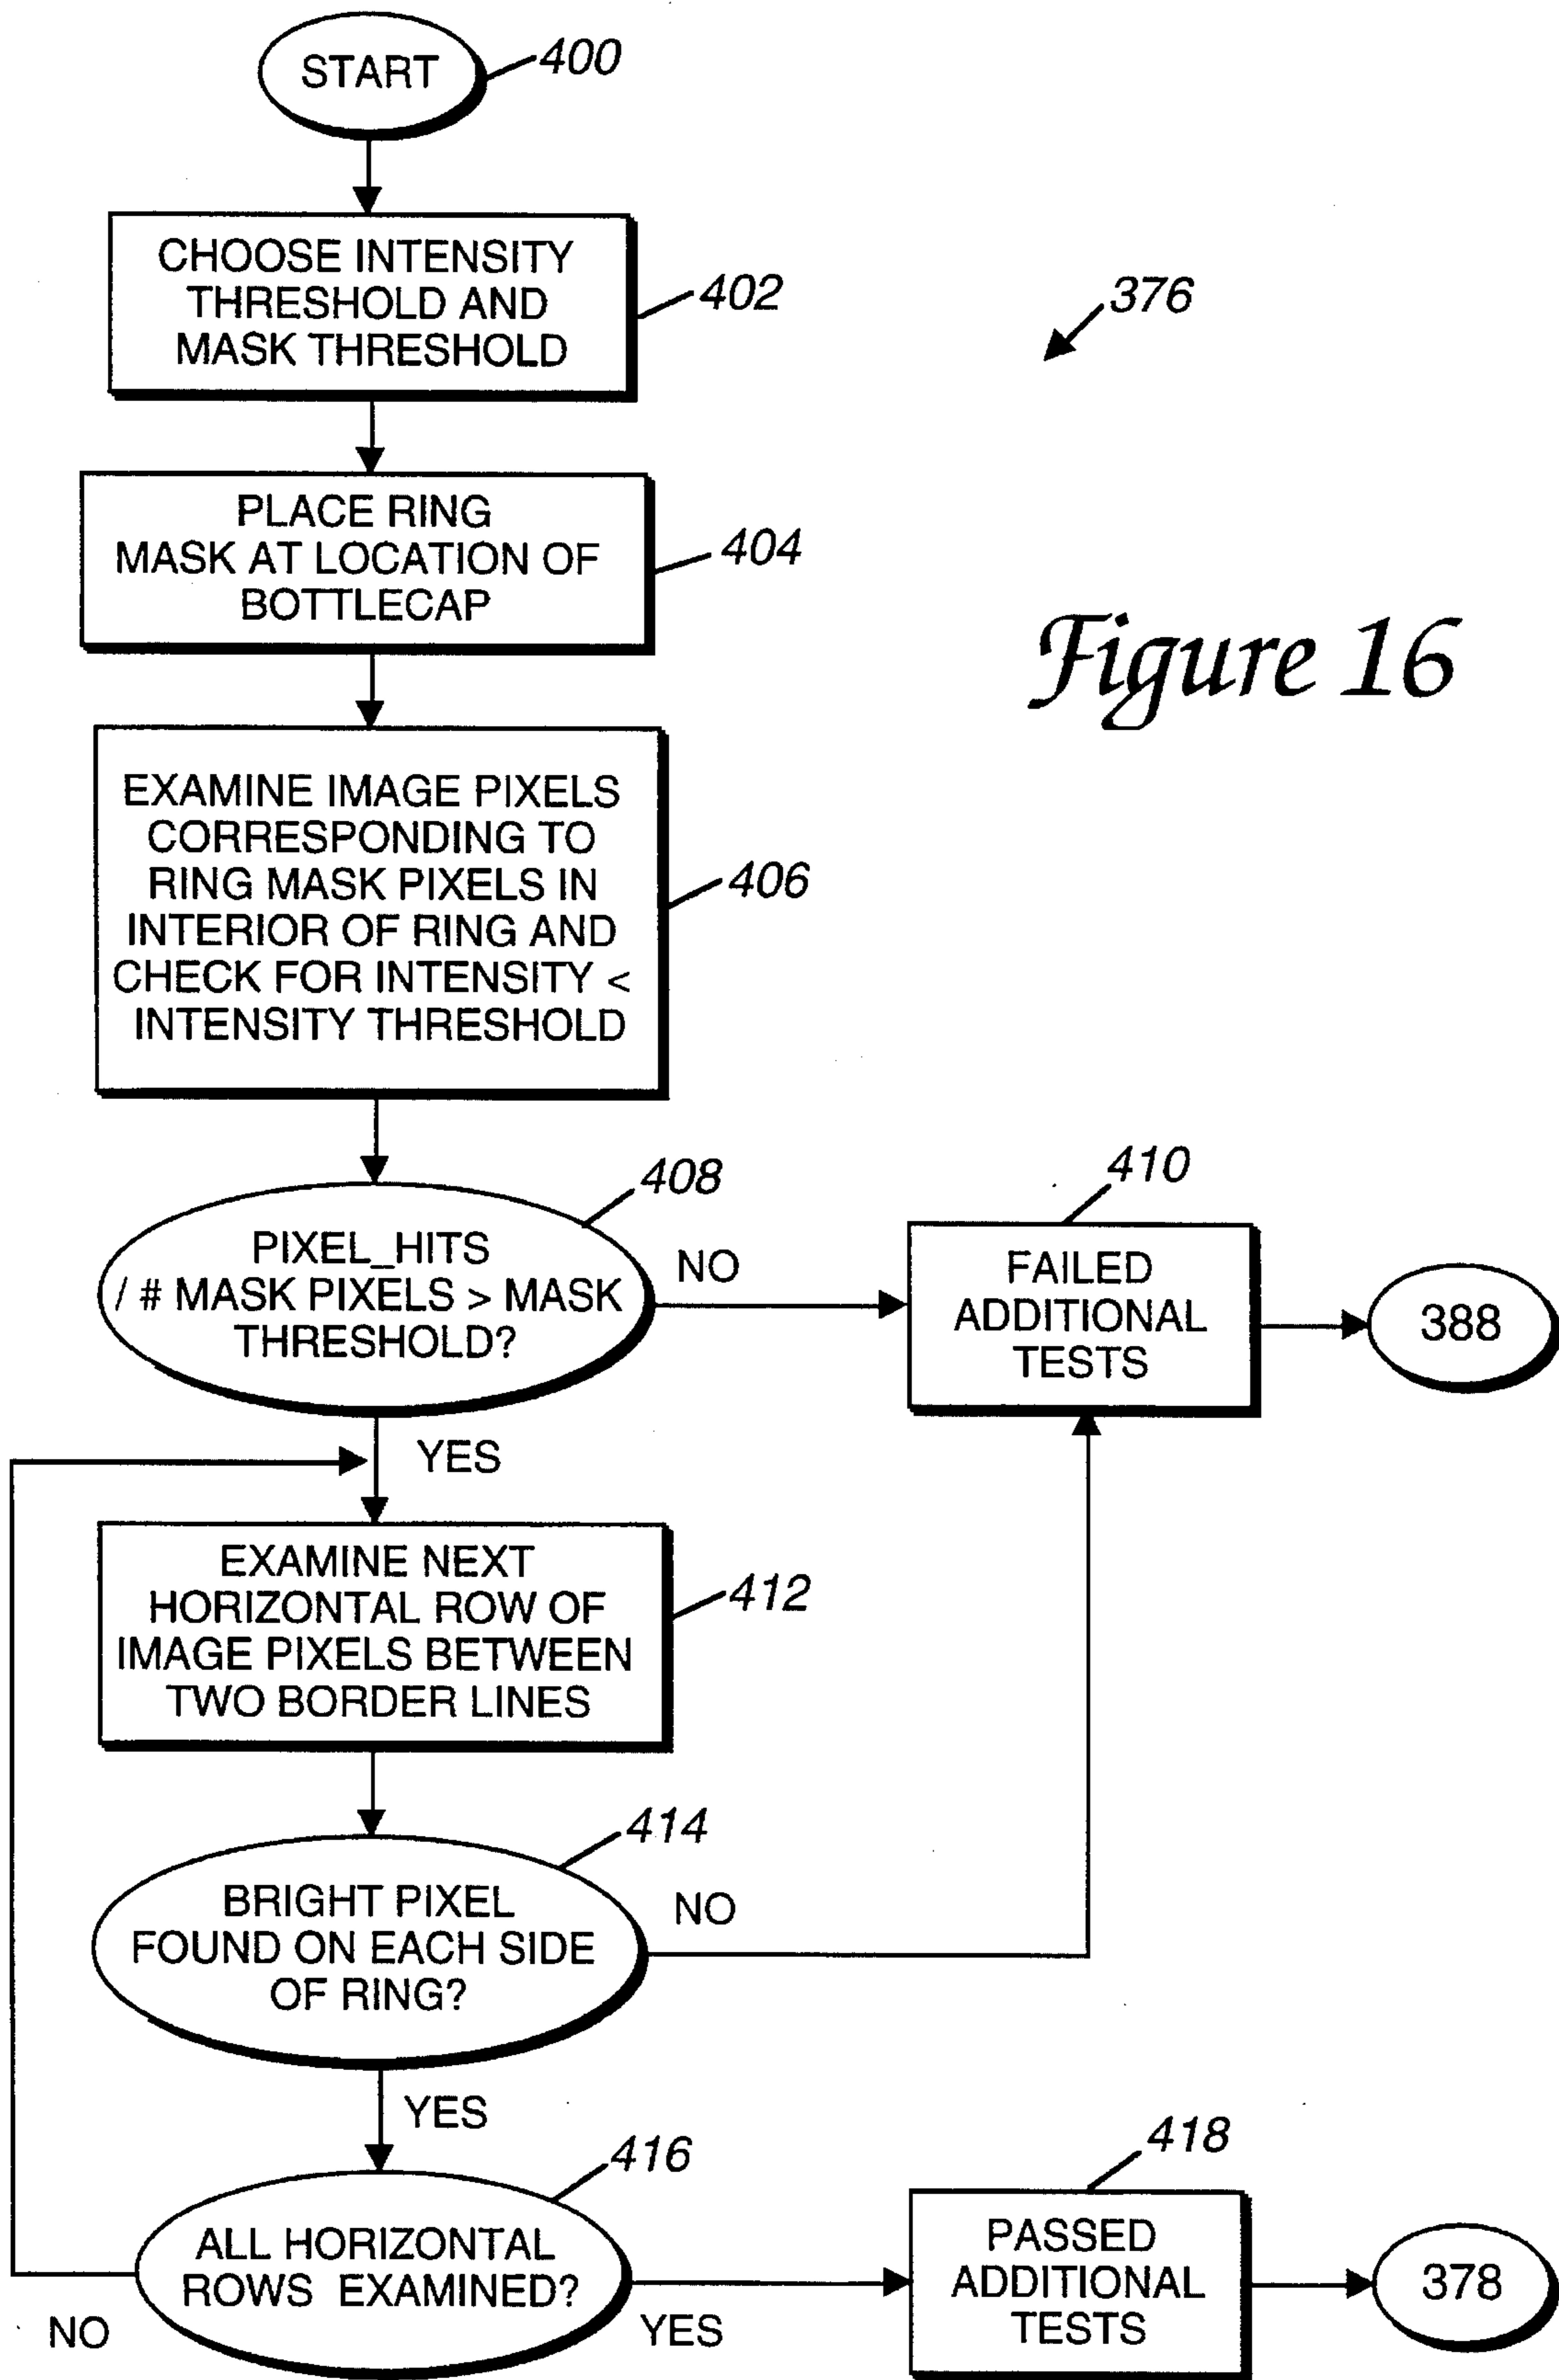 START
400
CHOOSE INTENSITY
THRESHOLD AND
MASK THRESHOLD
402
376
PLACE RING
MASK AT LOCATION OF
BOTTLECAP
404
Figure 16
EXAMINE IMAGE PIXELS
CORRESPONDING TO
RING MASK PIXELS IN
INTERIOR OF RING AND
CHECK FOR INTENSITY <
INTENSITY THRESHOLD
406
PIXEL_HITS
/ # MASK PIXELS > MASK
THRESHOLD?
408
NO
FAILED
ADDITIONAL
TESTS
410
388
YES
EXAMINE NEXT
HORIZONTAL ROW OF
IMAGE PIXELS BETWEEN
TWO BORDER LINES
412
BRIGHT PIXEL
FOUND ON EACH SIDE
OF RING?
414
NO
YES
ALL HORIZONTAL
ROWS EXAMINED?
416
NO
YES
PASSED
ADDITIONAL
TESTS
418
378